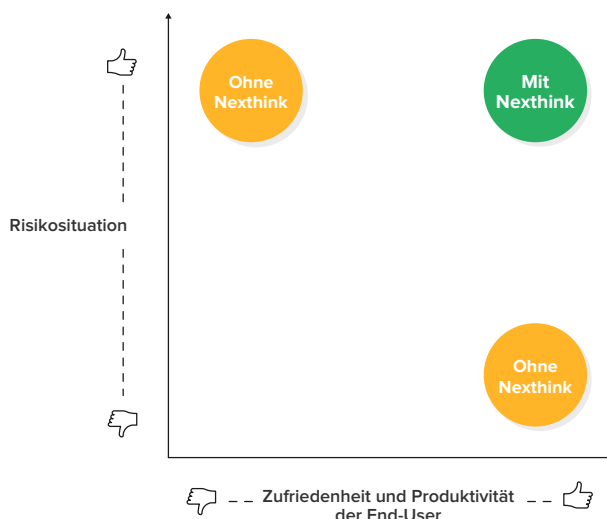 Ohne
Nexthink
Mit
Nexthink
Risikosituation
Ohne
Nexthink
Zufriedenheit und Produktivität
der End-User